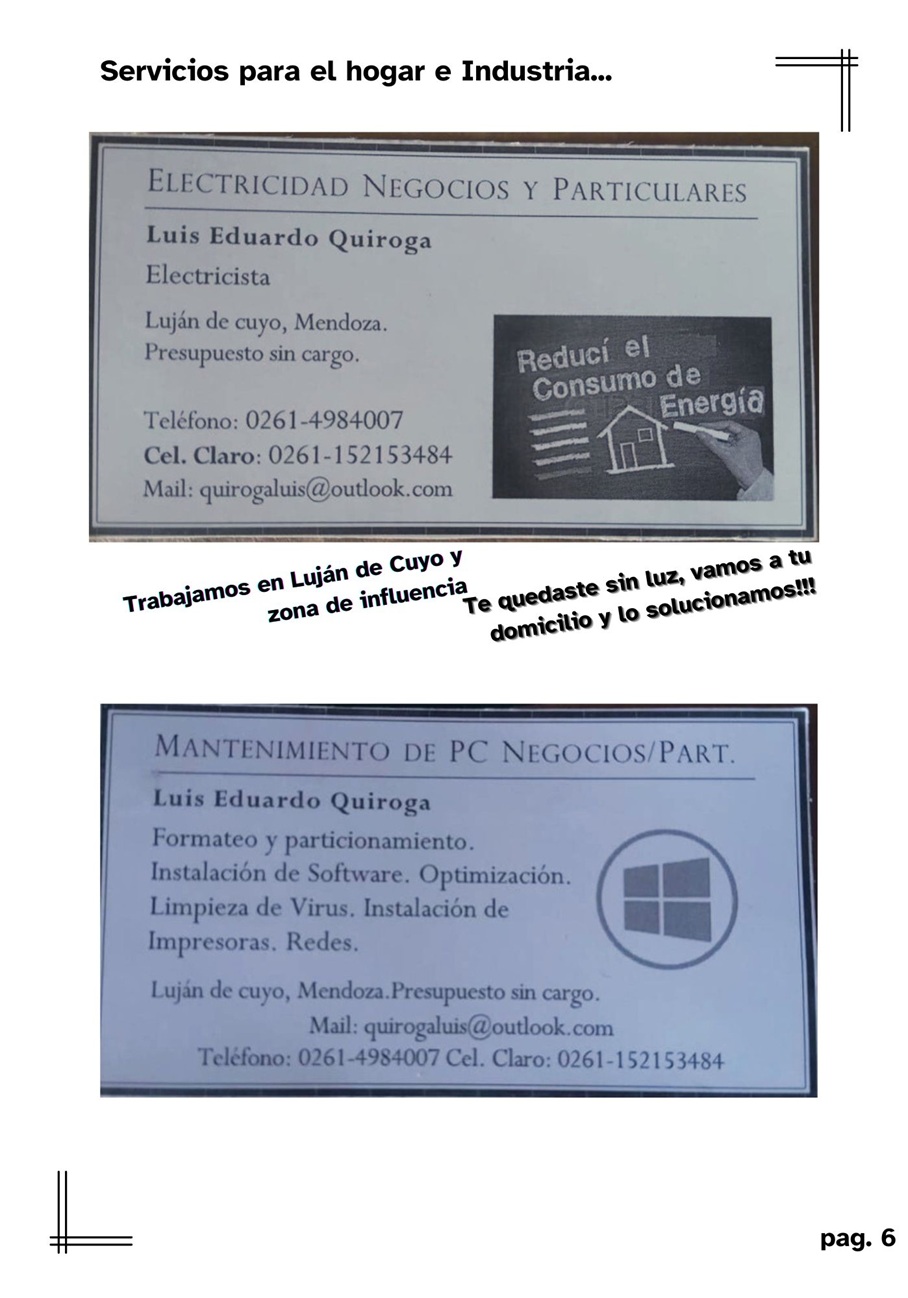 Servicios para el hogar e Industria...
ELECTRICIDAD NEGOCIOS Y PARTICULARES
Luis Eduardo Quiroga
Electricista
Luján de cuyo, Mendoza.
Presupuesto sin cargo.
Teléfono: 0261-4984007
Cel. Claro: 0261-152153484
Mail: quirogaluis@outlook.com
Reducí el
Consumo de
Energía
Trabajamos en Luján de Cuyo y
zona de influencia
Te quedaste sin luz, vamos a tu
domicilio y lo solucionamos!!!
MANTENIMIENTO DE PC NEGOCIOS/PART.
Luis Eduardo Quiroga
Formateo y particionamiento.
Instalación de Software. Optimización.
Limpieza de Virus. Instalación de
Impresoras. Redes.
Luján de cuyo, Mendoza.Presupuesto sin cargo.
Mail: quirogaluis@outlook.com
Teléfono: 0261-4984007 Cel. Claro: 0261-152153484
pag. 6